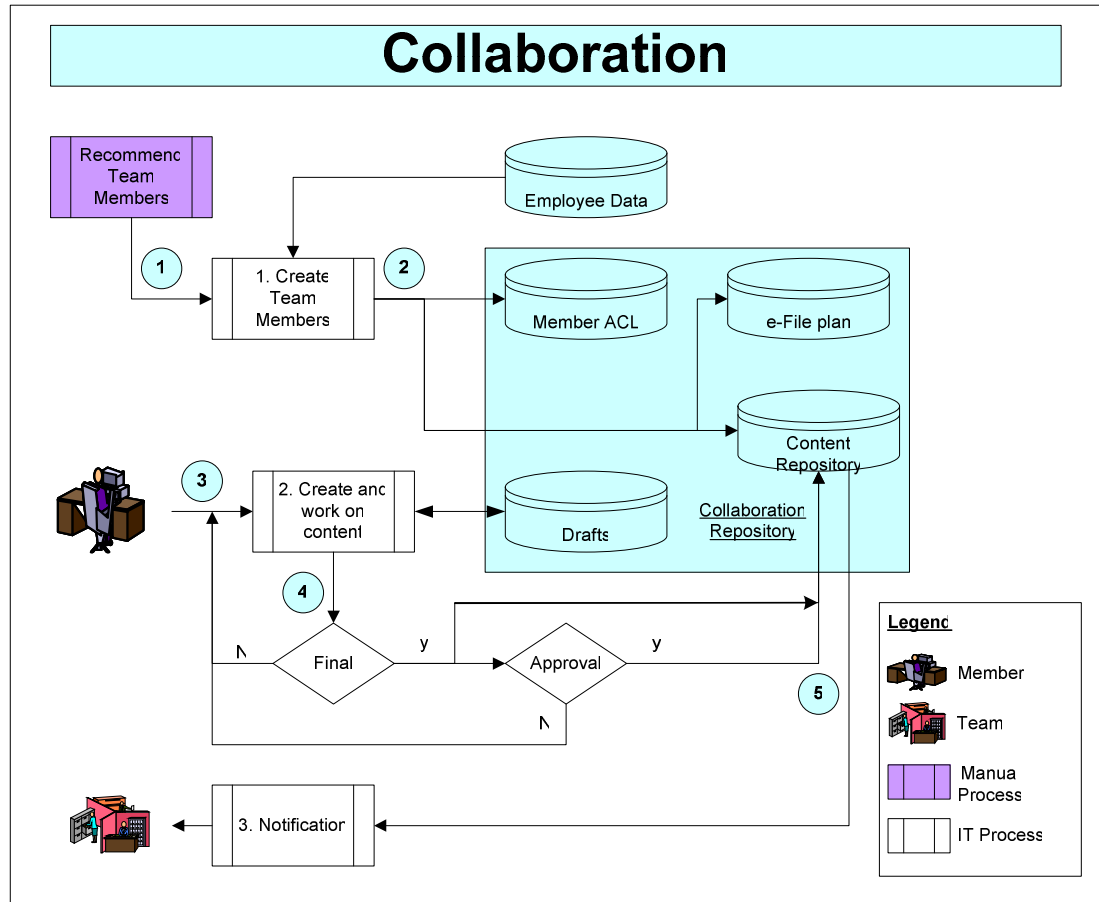 Collaboration
Recommend
Team
Members
Employee Data
1
2
1. Create
Team
Members
Member ACL
e-File plan
Content
Repository
3
2. Create and
work on
content
Drafts
Collaboration
Repository
4
N
Final
y
Approval
y
N
5
3. Notification
Legend
Member
Team
Manua
Process
IT Process